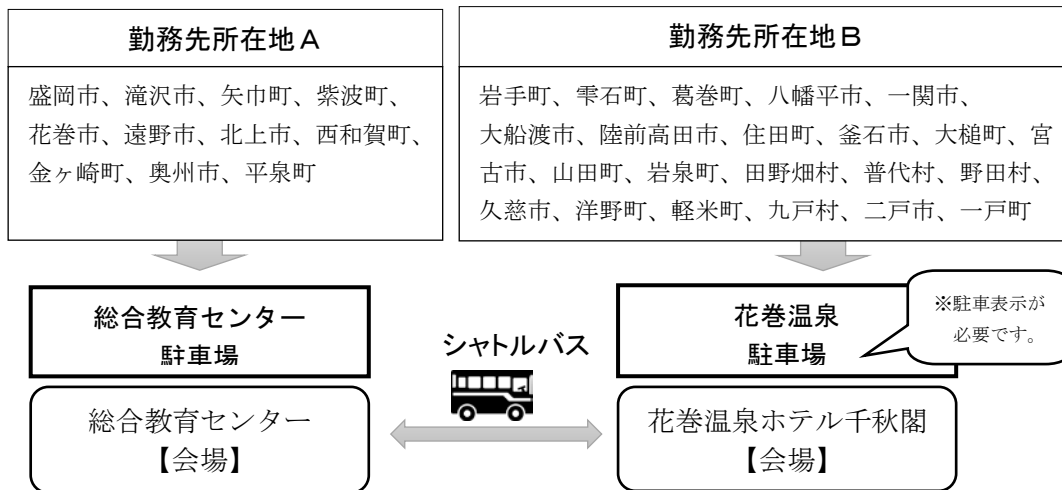 勤務先所在地A
盛岡市、滝沢市、矢巾町、紫波町、
花巻市、遠野市、北上市、西和賀町、
金ヶ崎町、奥州市、平泉町
勤務先所在地B
岩手町、雫石町、葛巻町、八幡平市、一関市、
大船渡市、陸前高田市、住田町、釜石市、大槌町、宮
古市、山田町、岩泉町、田野畑村、普代村、野田村、
久慈市、洋野町、軽米町、九戸村、二戸市、一戸町
総合教育センター
駐車場
シャトルバス
花巻温泉
駐車場
※駐車表示が
必要です。
総合教育センター
【会場】
花巻温泉ホテル千秋閣
【会場】